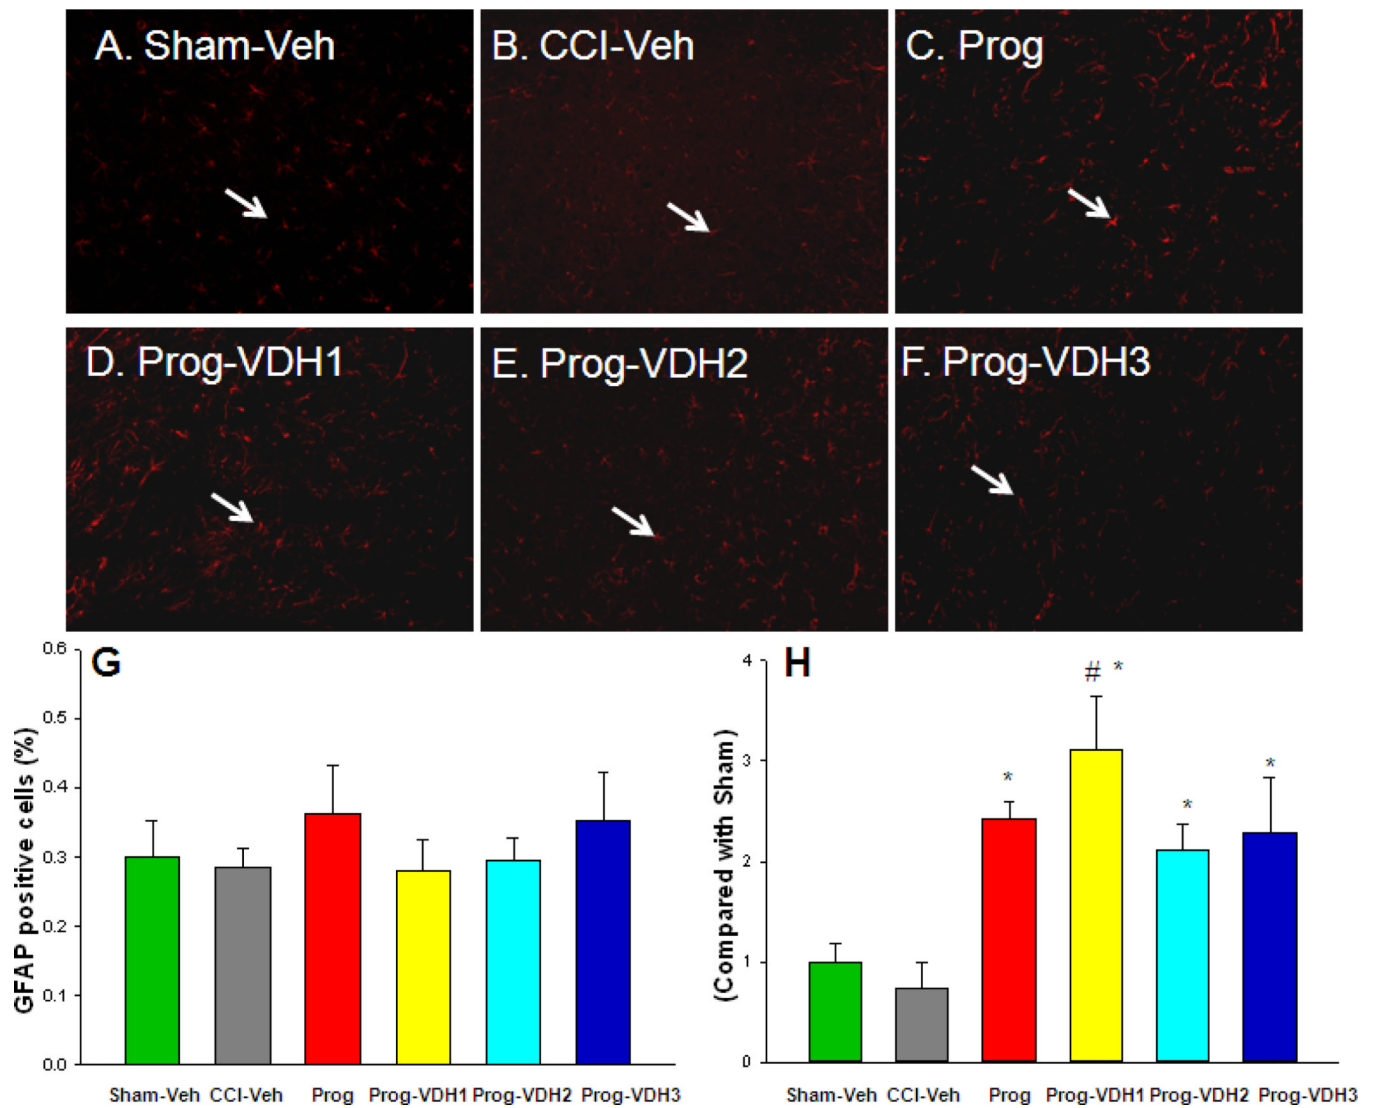 A. Sham-Veh
B. CCI-Veh
C. Prog
D. Prog-VDH1
E. Prog-VDH2
F. Prog-VDH3
G
GFAP positive cells (%)
0.6
0.5
0.4
0.3
0.2
0.1
0.0
Sham-Veh CCI-Veh Prog Prog-VDH1 Prog-VDH2 Prog-VDH3
H
(Compared with Sham)
4
3
2
1
0
*
# *
*
*
Sham-Veh CCI-Veh Prog Prog-VDH1 Prog-VDH2 Prog-VDH3